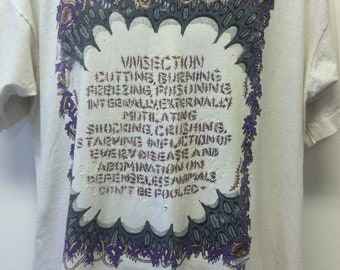 VIVISECTION
CUTTING, BURNING
FREEZING, POISONING
INTERNALLY/EXTERNALLY
MUTILATING
SHOCKING, CRUSHING,
STARVING INFLICTION OF
EVERY DISEASE AND
ABOMINATION ON
DEFENSELESS ANIMALS
DON'T BE FOOLED -